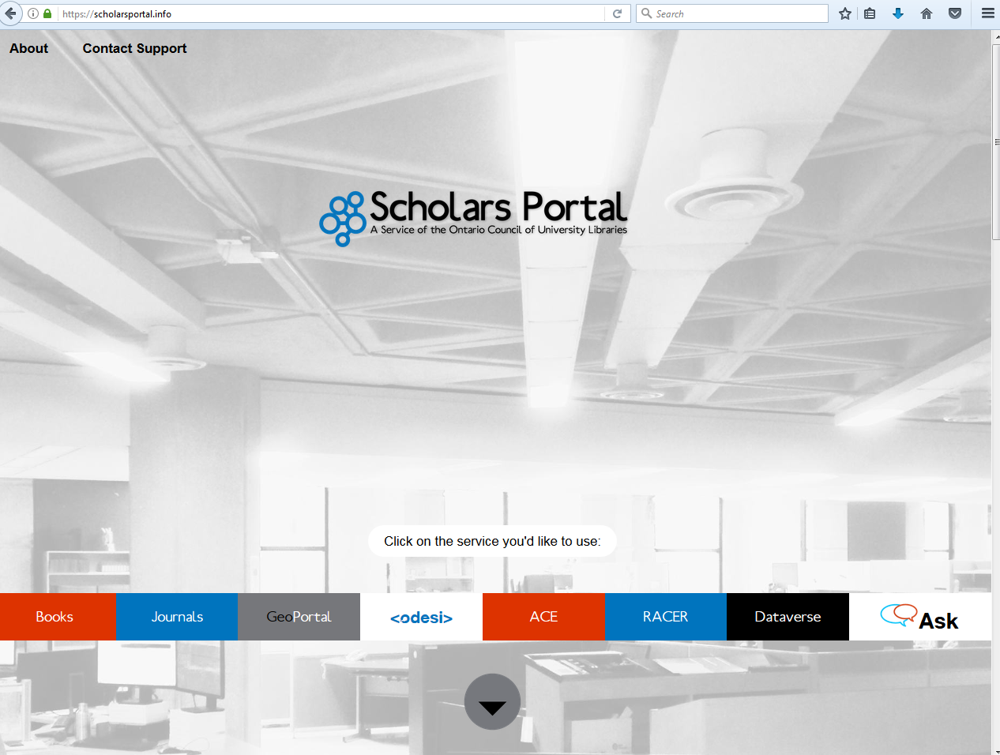 https://scholarsportal.info
Search
About
Contact Support
Scholars Portal
A Service of the Ontario Council of University Libraries
Click on the service you'd like to use:
Books
Journals
GeoPortal
<odesi>
ACE
RACER
Dataverse
Ask